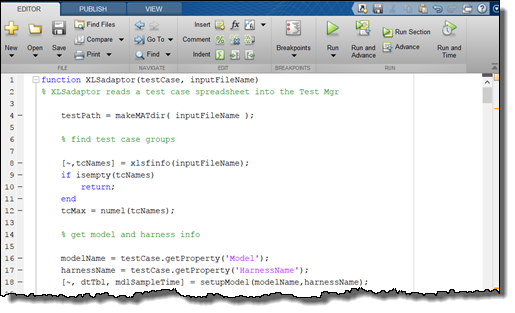 EDITOR PUBLISH VIEW
New Open Save Find Files Compare Print Go To Find Insert Comment Indent fx Breakpoints Run Run and Advance Run Section Advance Run and Time
FILE NAVIGATE EDIT BREAKPOINTS RUN
1 function XLSadaptor(testCase, inputFileName)
2 % XLSadaptor reads a test case spreadsheet into the Test Mgr
3
4 testPath = makeMATdir( inputFileName );
5
6 % find test case groups
7
8 [~,tcNames] = xlsfinfo(inputFileName);
9 if isempty(tcNames)
10 return;
11 end
12 tcMax = numel(tcNames);
13
14 % get model and harness info
15
16 modelName = testCase.getProperty('Model');
17 harnessName = testCase.getProperty('HarnessName');
18 [~, dtTbl, mdlSampleTime] = setupModel(modelName,harnessName);